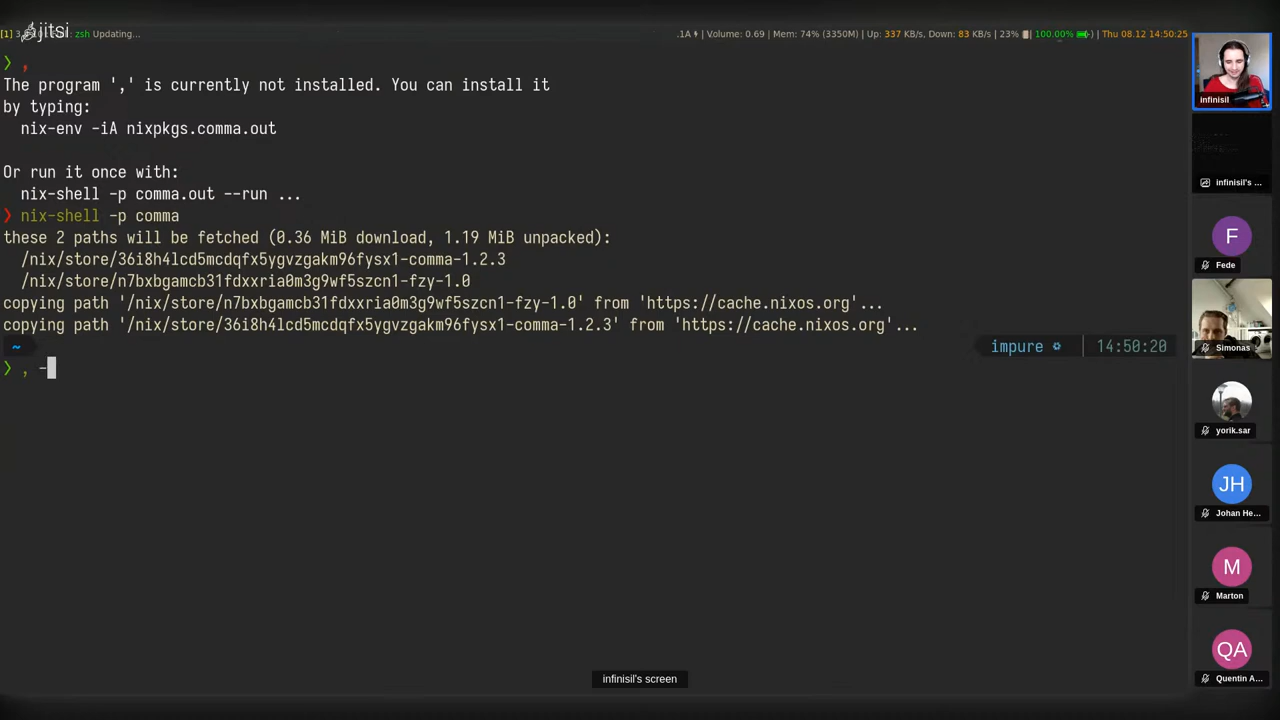 jitsi
[1] zsh Updating... .1A⚡ | Volume: 0.69 | Mem: 74% (3350M) | Up: 337 KB/s, Down: 83 KB/s | 23% | 100.00% | Thu 08.12 14:50:25
❯ ,
The program ',' is currently not installed. You can install it
by typing:
nix-env -iA nixpkgs.comma.out
Or run it once with:
nix-shell -p comma.out --run ...
❯ nix-shell -p comma
these 2 paths will be fetched (0.36 MiB download, 1.19 MiB unpacked):
/nix/store/36i8h4lcd5mcdqfx5ygvzgakm96fysx1-comma-1.2.3
/nix/store/n7bxbgamcb31fdxxria0m3g9wf5szcn1-fzy-1.0
copying path '/nix/store/n7bxbgamcb31fdxxria0m3g9wf5szcn1-fzy-1.0' from 'https://cache.nixos.org'...
copying path '/nix/store/36i8h4lcd5mcdqfx5ygvzgakm96fysx1-comma-1.2.3' from 'https://cache.nixos.org'...
~ impure 14:50:20
❯ , -
infinisil's screen
infinisil
infinisil's ...
F
Fede
Simonas
yorik.sar
JH
Johan He...
M
Marton
QA
Quentin A...